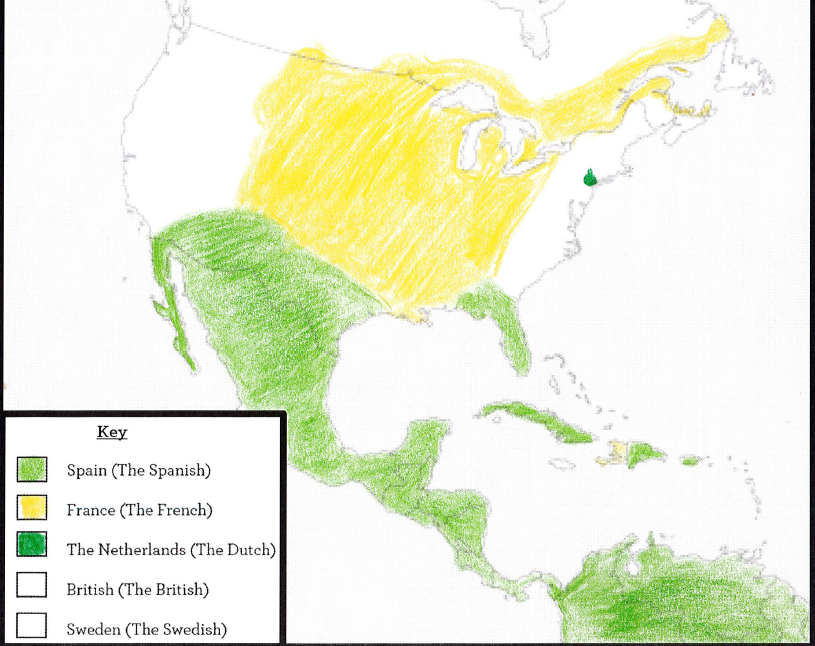 Key
Spain (The Spanish)
France (The French)
The Netherlands (The Dutch)
British (The British)
Sweden (The Swedish)